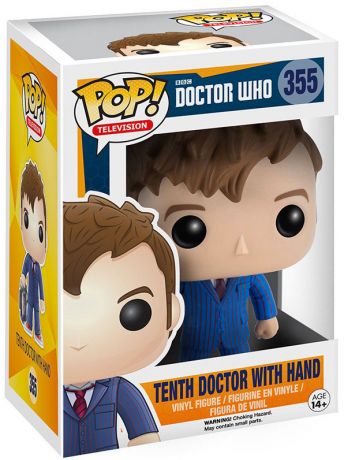 POP!
TELEVISION
BBC
DOCTOR WHO
355
TENTH DOCTOR WITH HAND
355
TENTH DOCTOR WITH HAND
VINYL FIGURE / FIGURINE EN VINYLE /
FIGURA DE VINIL
WARNING! Choking Hazard.
May contain small parts.
AGE
14+